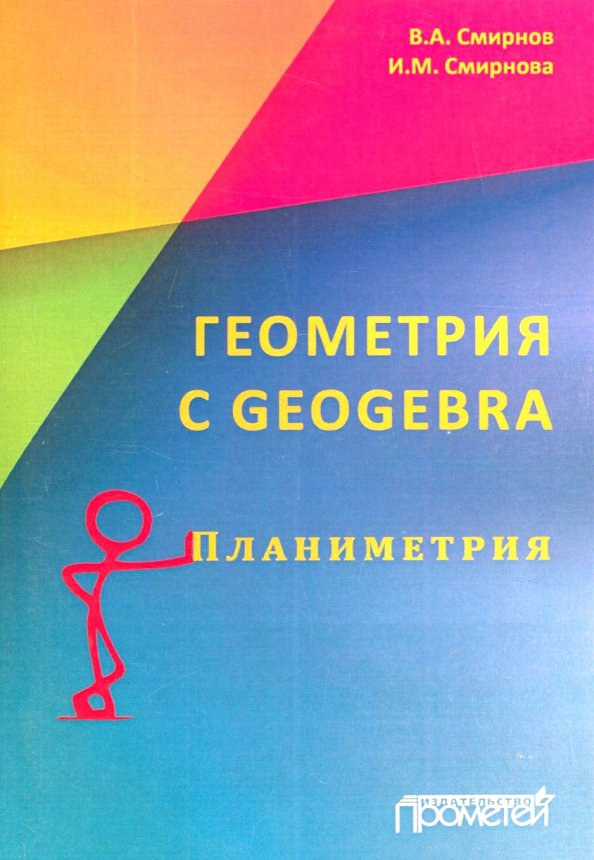 В.А. Смирнов
И.М. Смирнова
ГЕОМЕТРИЯ
С GEOGEBRA
ПЛАНИМЕТРИЯ
ИЗДАТЕЛЬСТВО
Прометей